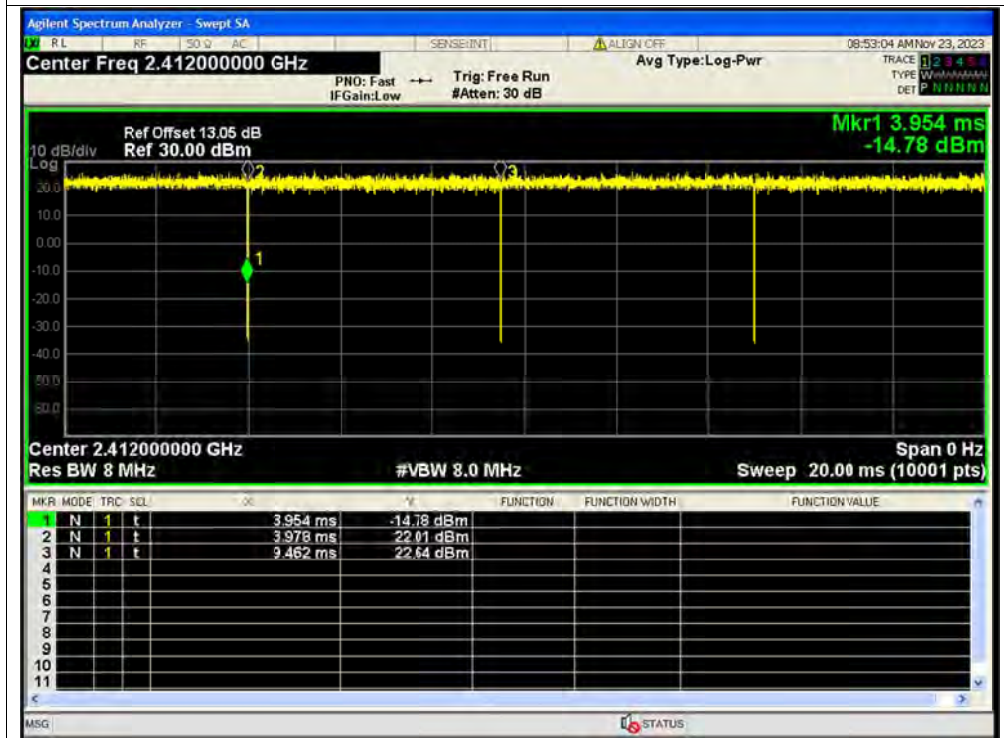 Agilent Spectrum Analyzer - Swept SA
LXI RL RF 50 Ω AC SENSE:INT ALIGN OFF 08:53:04 AM Nov 23, 2023
Center Freq 2.412000000 GHz
PNO: Fast Trig: Free Run Avg Type: Log-Pwr
IFGain:Low #Atten: 30 dB
TRACE 1 2 3 4 5 6
TYPE W
DET P N N N N N
Mkr1 3.954 ms
-14.78 dBm
Ref Offset 13.05 dB
10 dB/div Ref 30.00 dBm
Log
2 3
20.0
10.0
0.00
1
-10.0
-20.0
-30.0
-40.0
-50.0
-60.0
Center 2.412000000 GHz Span 0 Hz
Res BW 8 MHz #VBW 8.0 MHz Sweep 20.00 ms (10001 pts)
MKR MODE TRC SCL X Y FUNCTION FUNCTION WIDTH FUNCTION VALUE
1 N 1 t 3.954 ms -14.78 dBm
2 N 1 t 3.978 ms 22.01 dBm
3 N 1 t 9.462 ms 22.64 dBm
4
5
6
7
8
9
10
11
MSG STATUS